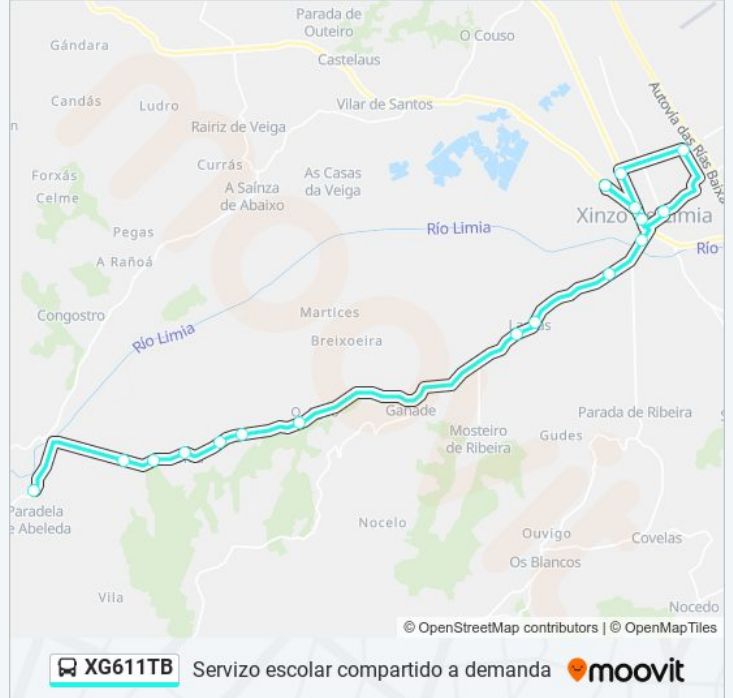 Parada de
Outeiro
O Couso
Gándara
Castelaus
Autovía das Rías Baixa
Candás
Ludro
Vilar de Santos
Rairiz de Veiga
Currás
As Casas
da Veiga
Forxás
Celme
A Saínza
de Abaixo
Xinzo
Limia
Pegas
Río Limia
Río
A Rañoá
Congostro
Martices
Río Limia
Breixoeira
O
Ganade
Parada de Ribeira
Mosteiro
de Ribeira
Gudes
Paradela
e Abeleda
Nocelo
Ouvigo
Covelas
Os Blancos
Vila
Nocedo
© OpenStreetMap contributors | © OpenMapTiles
XG611TB
Servizo escolar compartido a demanda
moovit